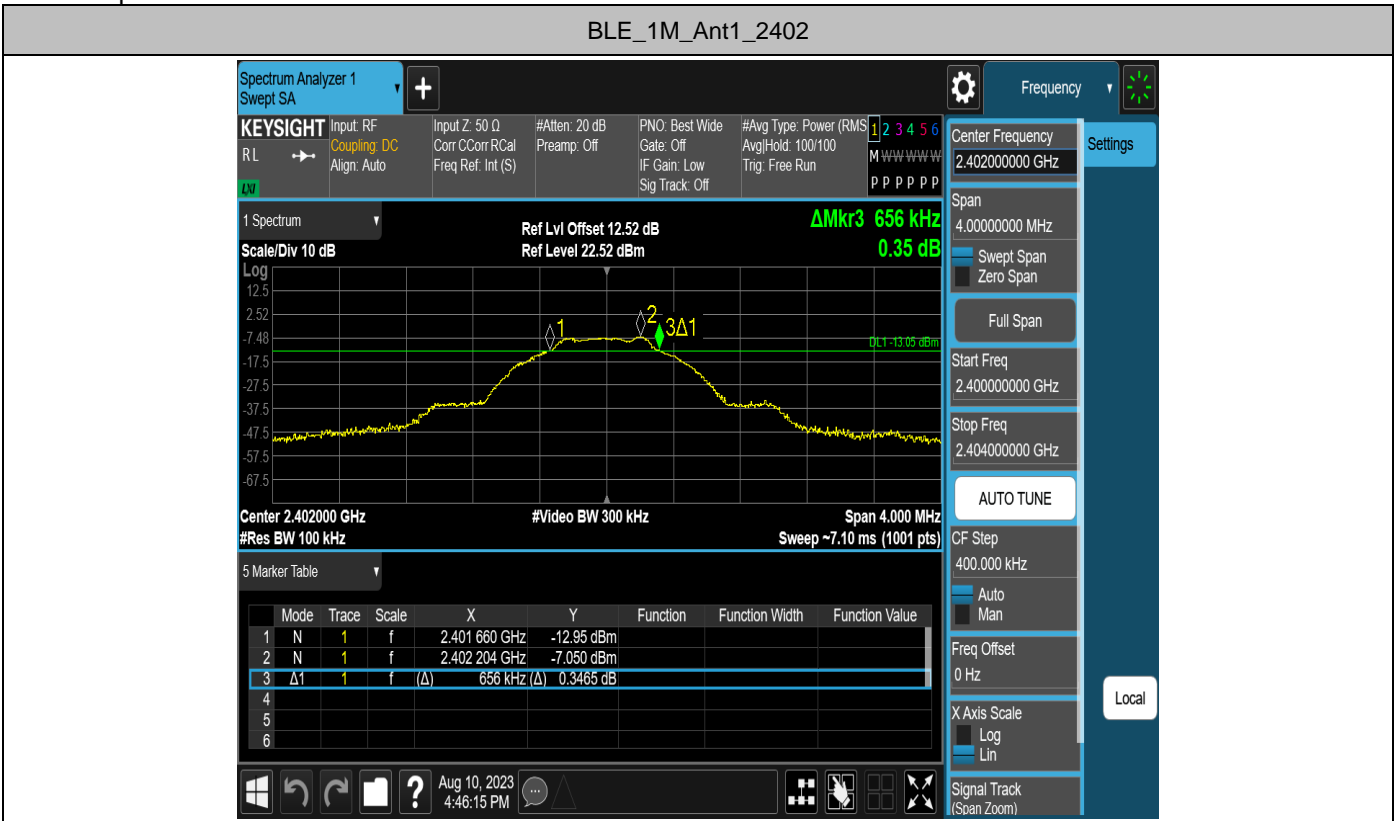 BLE_1M_Ant1_2402
Spectrum Analyzer 1
Swept SA
+
Frequency
KEYSIGHT
RL
LXI
Input: RF
Coupling: DC
Align: Auto
Input Z: 50 Ω
Corr CCorr RCal
Freq Ref: Int (S)
#Atten: 20 dB
Preamp: Off
PNO: Best Wide
Gate: Off
IF Gain: Low
Sig Track: Off
#Avg Type: Power (RMS
Avg|Hold: 100/100
Trig: Free Run
1 2 3 4 5 6
M W W W W W
P P P P P P
1 Spectrum
Scale/Div 10 dB
Ref Lvl Offset 12.52 dB
Ref Level 22.52 dBm
ΔMkr3 656 kHz
0.35 dB
Log
12.5
2.52
-7.48
-17.5
-27.5
-37.5
-47.5
-57.5
-67.5
1
2
3Δ1
DL1 -13.05 dBm
Center 2.402000 GHz
#Video BW 300 kHz
Span 4.000 MHz
#Res BW 100 kHz
Sweep ~7.10 ms (1001 pts)
5 Marker Table
Mode Trace Scale X Y Function Function Width Function Value
1 N 1 f 2.401 660 GHz -12.95 dBm
2 N 1 f 2.402 204 GHz -7.050 dBm
3 Δ1 1 f (Δ) 656 kHz (Δ) 0.3465 dB
4
5
6
?
Aug 10, 2023
4:46:15 PM
Center Frequency
2.402000000 GHz
Span
4.00000000 MHz
Swept Span
Zero Span
Full Span
Start Freq
2.400000000 GHz
Stop Freq
2.404000000 GHz
AUTO TUNE
CF Step
400.000 kHz
Auto
Man
Freq Offset
0 Hz
X Axis Scale
Log
Lin
Signal Track
(Span Zoom)
Settings
Local